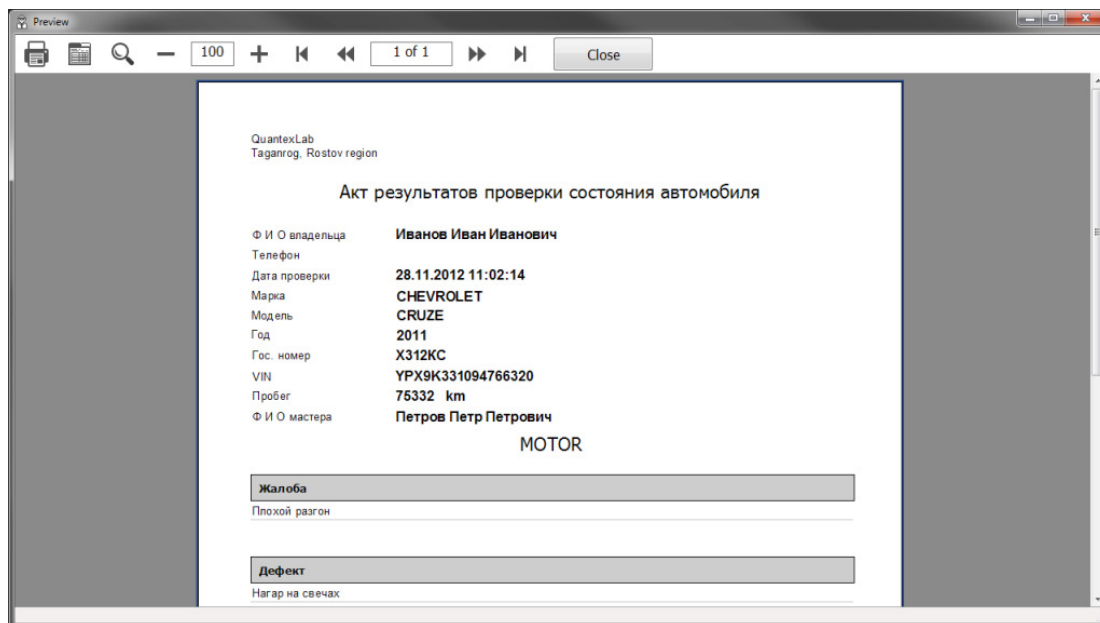 Preview
100
1 of 1
Close
QuantexLab
Taganrog, Rostov region
Акт результатов проверки состояния автомобиля
Ф И О владельца Иванов Иван Иванович
Телефон
Дата проверки 28.11.2012 11:02:14
Марка CHEVROLET
Модель CRUZE
Год 2011
Гос. номер X312KC
VIN YPX9K331094766320
Пробег 75332 km
Ф И О мастера Петров Петр Петрович
MOTOR
Жалоба
Плохой разгон
Дефект
Нагар на свечах